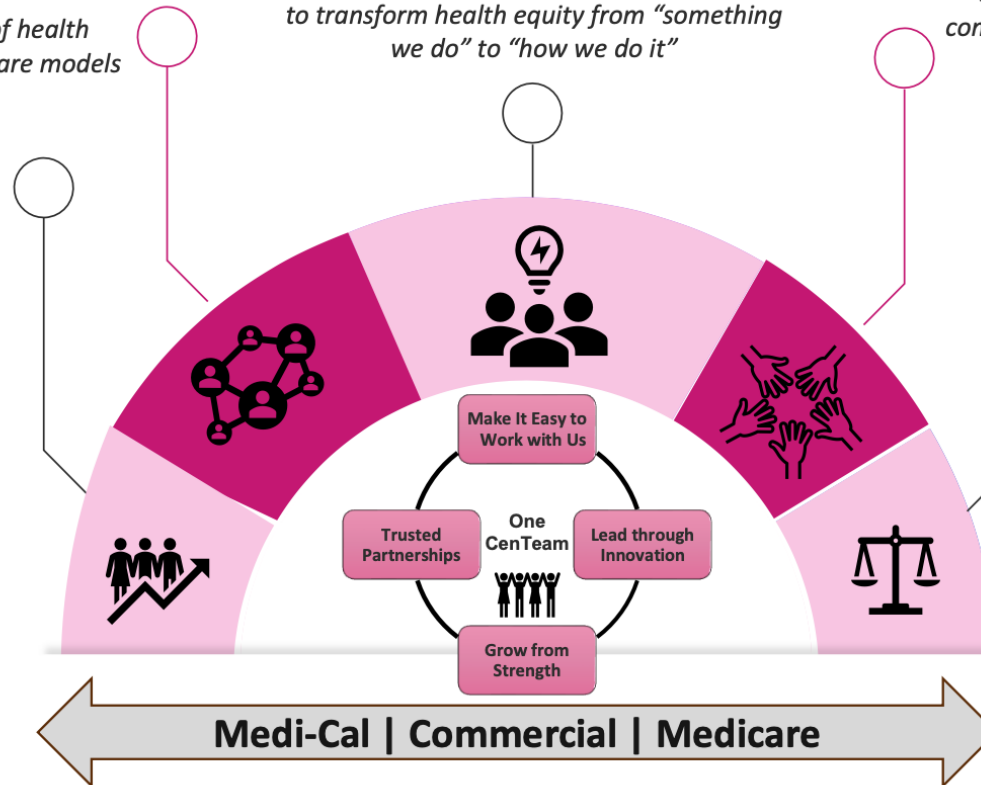 of health
are models
to transform health equity from “something
we do” to “how we do it”
con
Make It Easy to
Work with Us
Trusted
Partnerships
One
CenTeam
Lead through
Innovation
Grow from
Strength
Medi-Cal | Commercial | Medicare